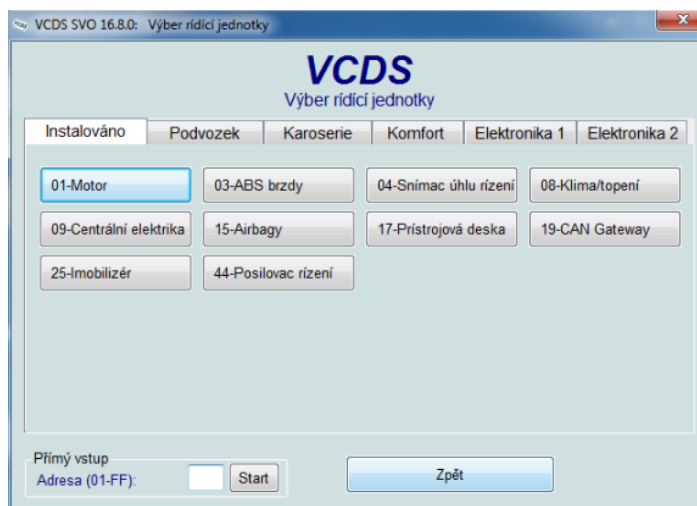 VCDS SVO 16.8.0: Výber rídící jednotky
VCDS
Výber rídící jednotky
Instalováno Podvozek Karoserie Komfort Elektronika 1 Elektronika 2
01-Motor 03-ABS brzdy 04-Snímac úhlu rízení 08-Klima/topení
09-Centrální elektrika 15-Airbagy 17-Prístrojová deska 19-CAN Gateway
25-Imobilizér 44-Posilovac rízení
Přímý vstup
Adresa (01-FF): Start Zpět